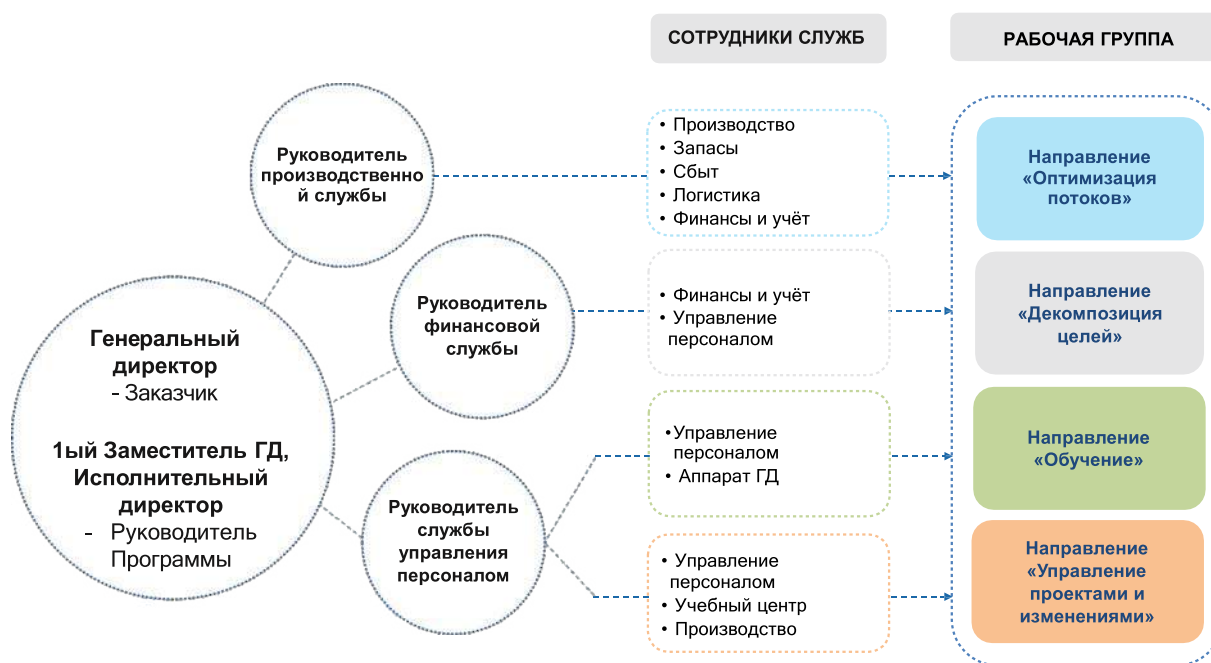 СОТРУДНИКИ СЛУЖБ
РАБОЧАЯ ГРУППА
Руководитель
производственно
й службы
• Производство
• Запасы
• Сбыт
• Логистика
• Финансы и учёт
Направление
«Оптимизация
потоков»
Генеральный
директор
- Заказчик
1ый Заместитель ГД,
Исполнительный
директор
- Руководитель
Программы
Руководитель
финансовой
службы
• Финансы и учёт
• Управление
персоналом
Направление
«Декомпозиция
целей»
Руководитель
службы
управления
персоналом
• Управление
персоналом
• Аппарат ГД
Направление
«Обучение»
• Управление
персоналом
• Учебный центр
• Производство
Направление
«Управление
проектами и
изменениями»